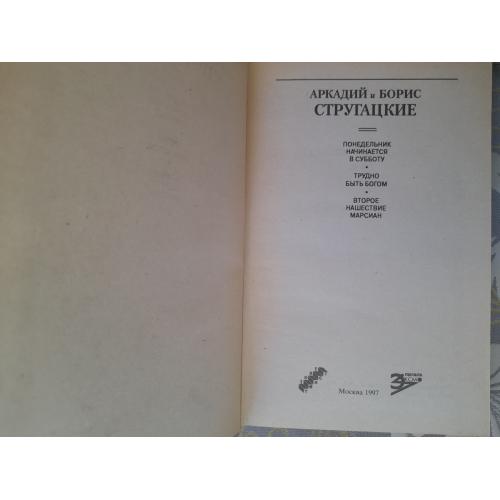 АРКАДИЙ и БОРИС
СТРУГАЦКИЕ
ПОНЕДЕЛЬНИК
НАЧИНАЕТСЯ
В СУББОТУ
ТРУДНО
БЫТЬ БОГОМ
ВТОРОЕ
НАШЕСТВИЕ
МАРСИАН
Москва 1997